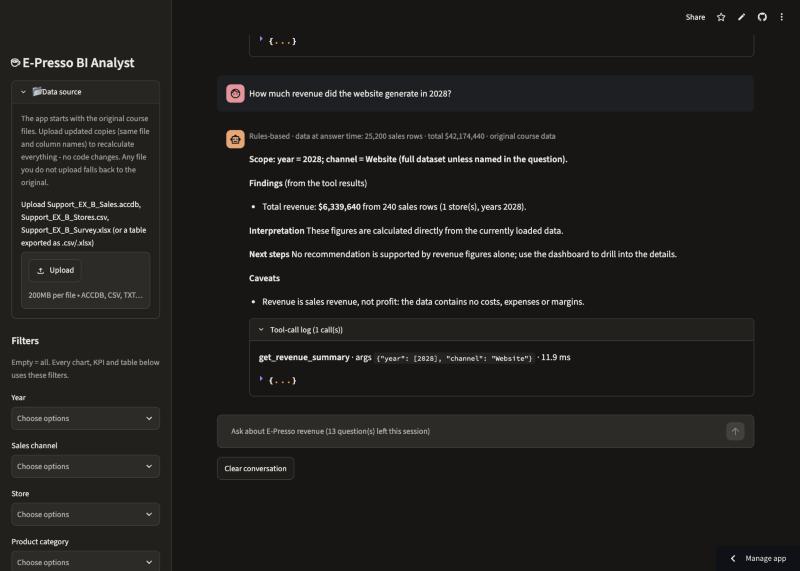 Share
{...}
E-Presso BI Analyst
Data source
The app starts with the original course
files. Upload updated copies (same file
and column names) to recalculate
everything - no code changes. Any file
you do not upload falls back to the
original.
Upload Support_EX_B_Sales.accdb,
Support_EX_B_Stores.csv,
Support_EX_B_Survey.xlsx (or a table
exported as .csv/.xlsx)
Upload
200MB per file • ACCDB, CSV, TXT...
Filters
Empty = all. Every chart, KPI and table below
uses these filters.
Year
Choose options
Sales channel
Choose options
Store
Choose options
Product category
Choose options
How much revenue did the website generate in 2028?
Rules-based · data at answer time: 25,200 sales rows · total $42,174,440 · original course data
Scope: year = 2028; channel = Website (full dataset unless named in the question).
Findings (from the tool results)
• Total revenue: $6,339,640 from 240 sales rows (1 store(s), years 2028).
Interpretation These figures are calculated directly from the currently loaded data.
Next steps No recommendation is supported by revenue figures alone; use the dashboard to drill into the details.
Caveats
• Revenue is sales revenue, not profit: the data contains no costs, expenses or margins.
Tool-call log (1 call(s))
get_revenue_summary · args {"year": [2028], "channel": "Website"} · 11.9 ms
{...}
Ask about E-Presso revenue (13 question(s) left this session)
Clear conversation
Manage app